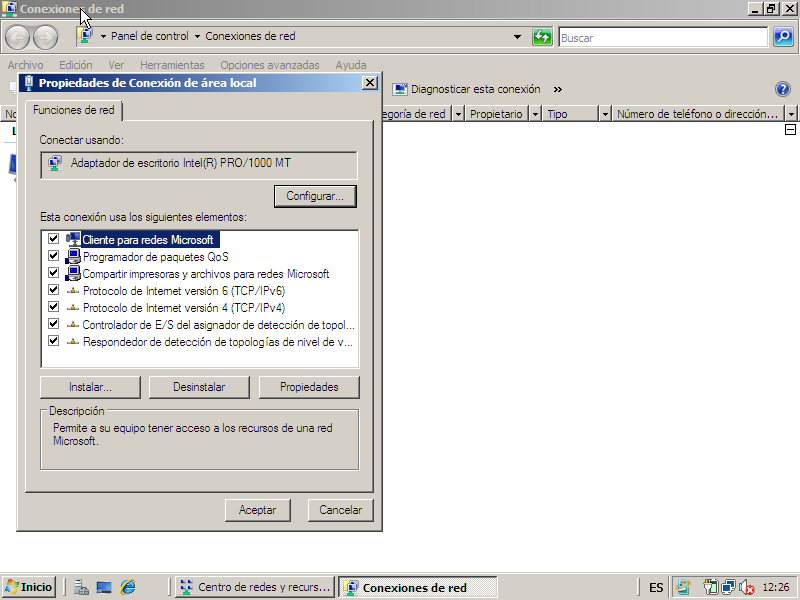 Conexiones de red
Panel de control
Conexiones de red
Buscar
Archivo Edición Ver Herramientas Opciones avanzadas Ayuda
Propiedades de Conexión de área local
Diagnosticar esta conexión »
Funciones de red
egoría de red Propietario Tipo Número de teléfono o dirección...
Conectar usando:
Adaptador de escritorio Intel(R) PRO/1000 MT
Configurar...
Esta conexión usa los siguientes elementos:
Cliente para redes Microsoft
Programador de paquetes QoS
Compartir impresoras y archivos para redes Microsoft
Protocolo de Internet versión 6 (TCP/IPv6)
Protocolo de Internet versión 4 (TCP/IPv4)
Controlador de E/S del asignador de detección de topol...
Respondedor de detección de topologías de nivel de v...
Instalar... Desinstalar Propiedades
Descripción
Permite a su equipo tener acceso a los recursos de una red
Microsoft.
Aceptar Cancelar
Inicio Centro de redes y recurs... Conexiones de red ES 12:26